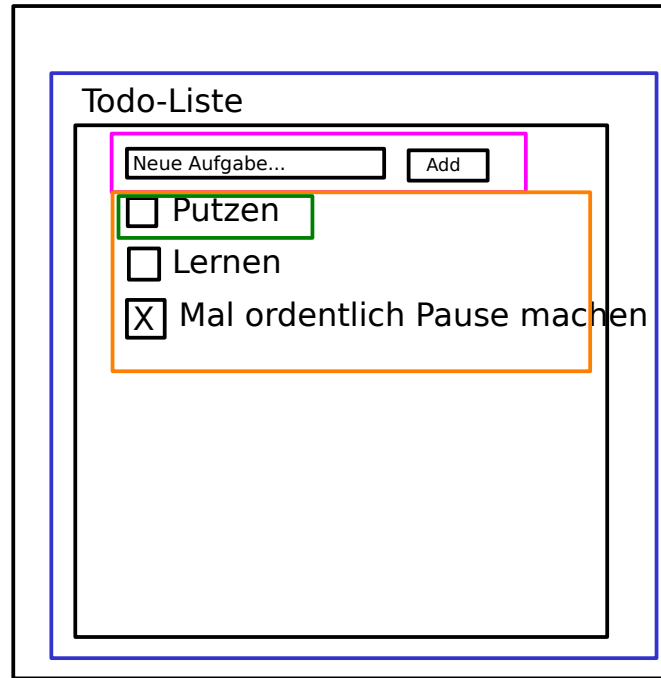 Todo-Liste
Neue Aufgabe... Add
Putzen
Lernen
X Mal ordentlich Pause machen